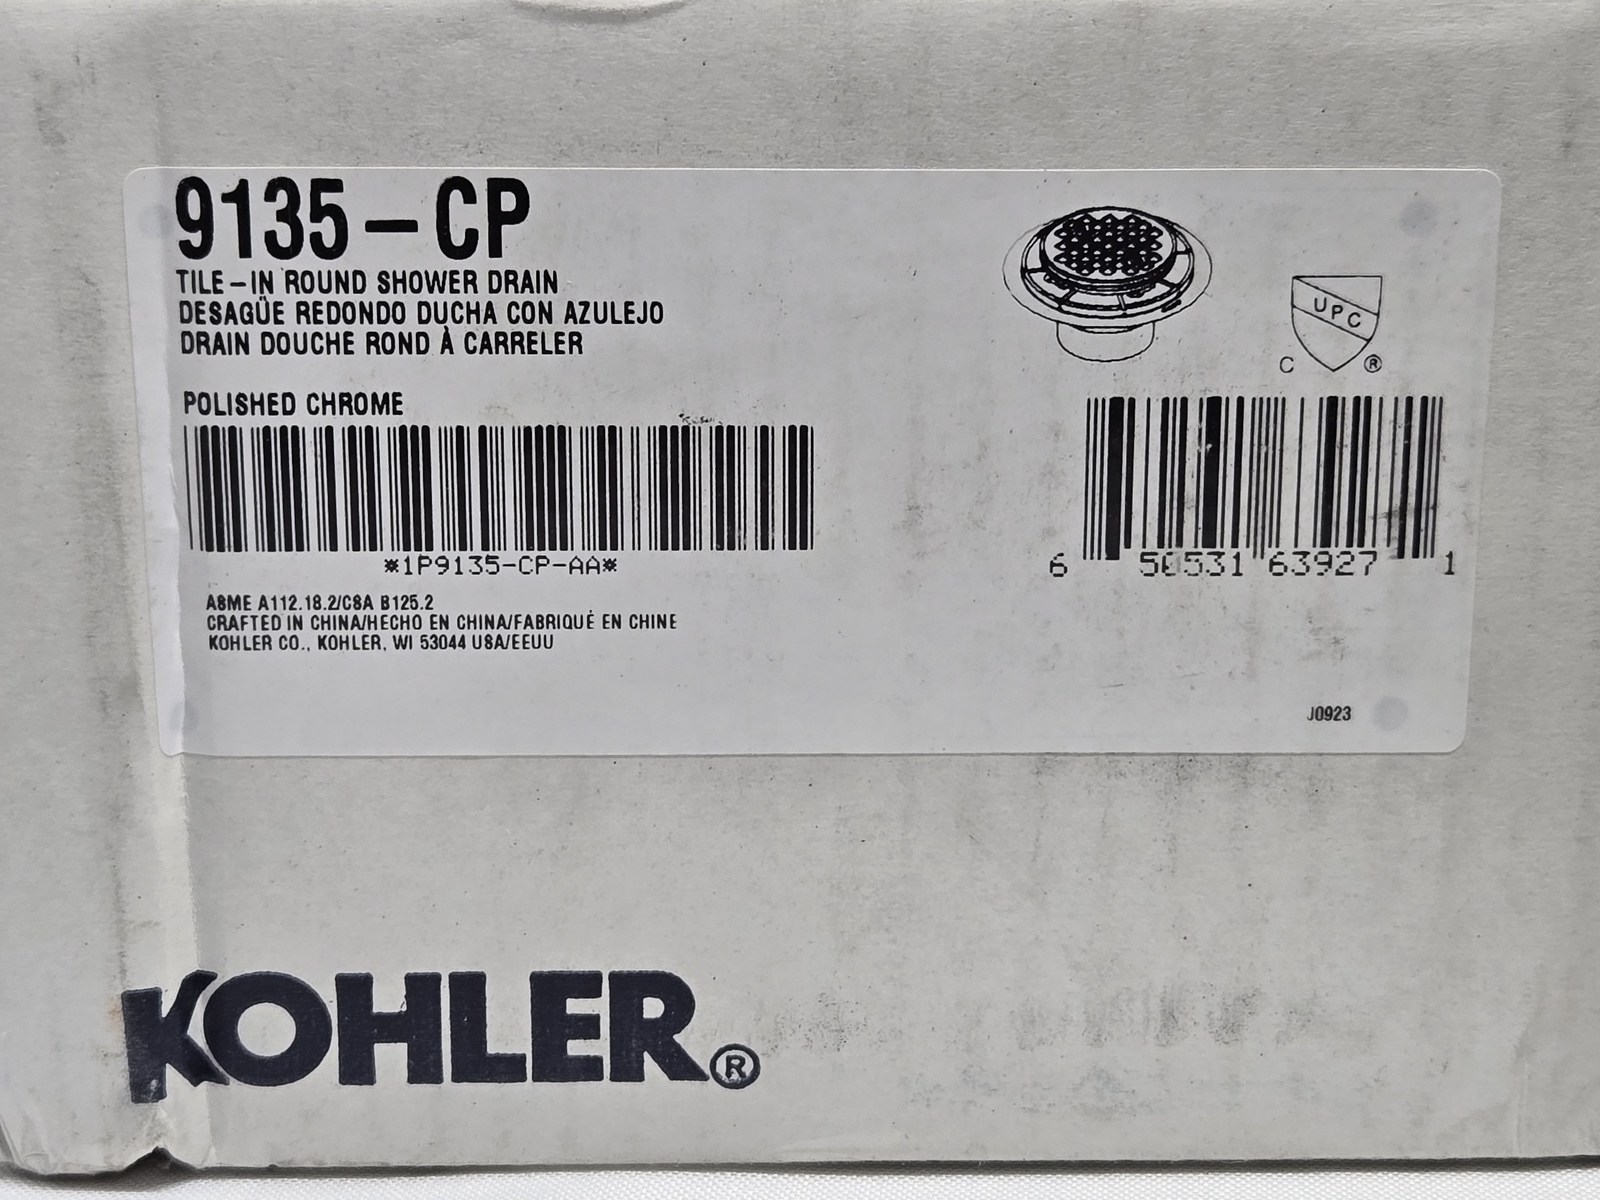 9135-CP
TILE-IN ROUND SHOWER DRAIN
DESAGÜE REDONDO DUCHA CON AZULEJO
DRAIN DOUCHE ROND À CARRELER
POLISHED CHROME
*1P9135-CP-AA*
ASME A112.18.2/CSA B125.2
CRAFTED IN CHINA/HECHO EN CHINA/FABRIQUÉ EN CHINE
KOHLER CO., KOHLER, WI 53044 USA/EEUU
UPC
C ®
6 50531 63927 1
J0923
KOHLER®